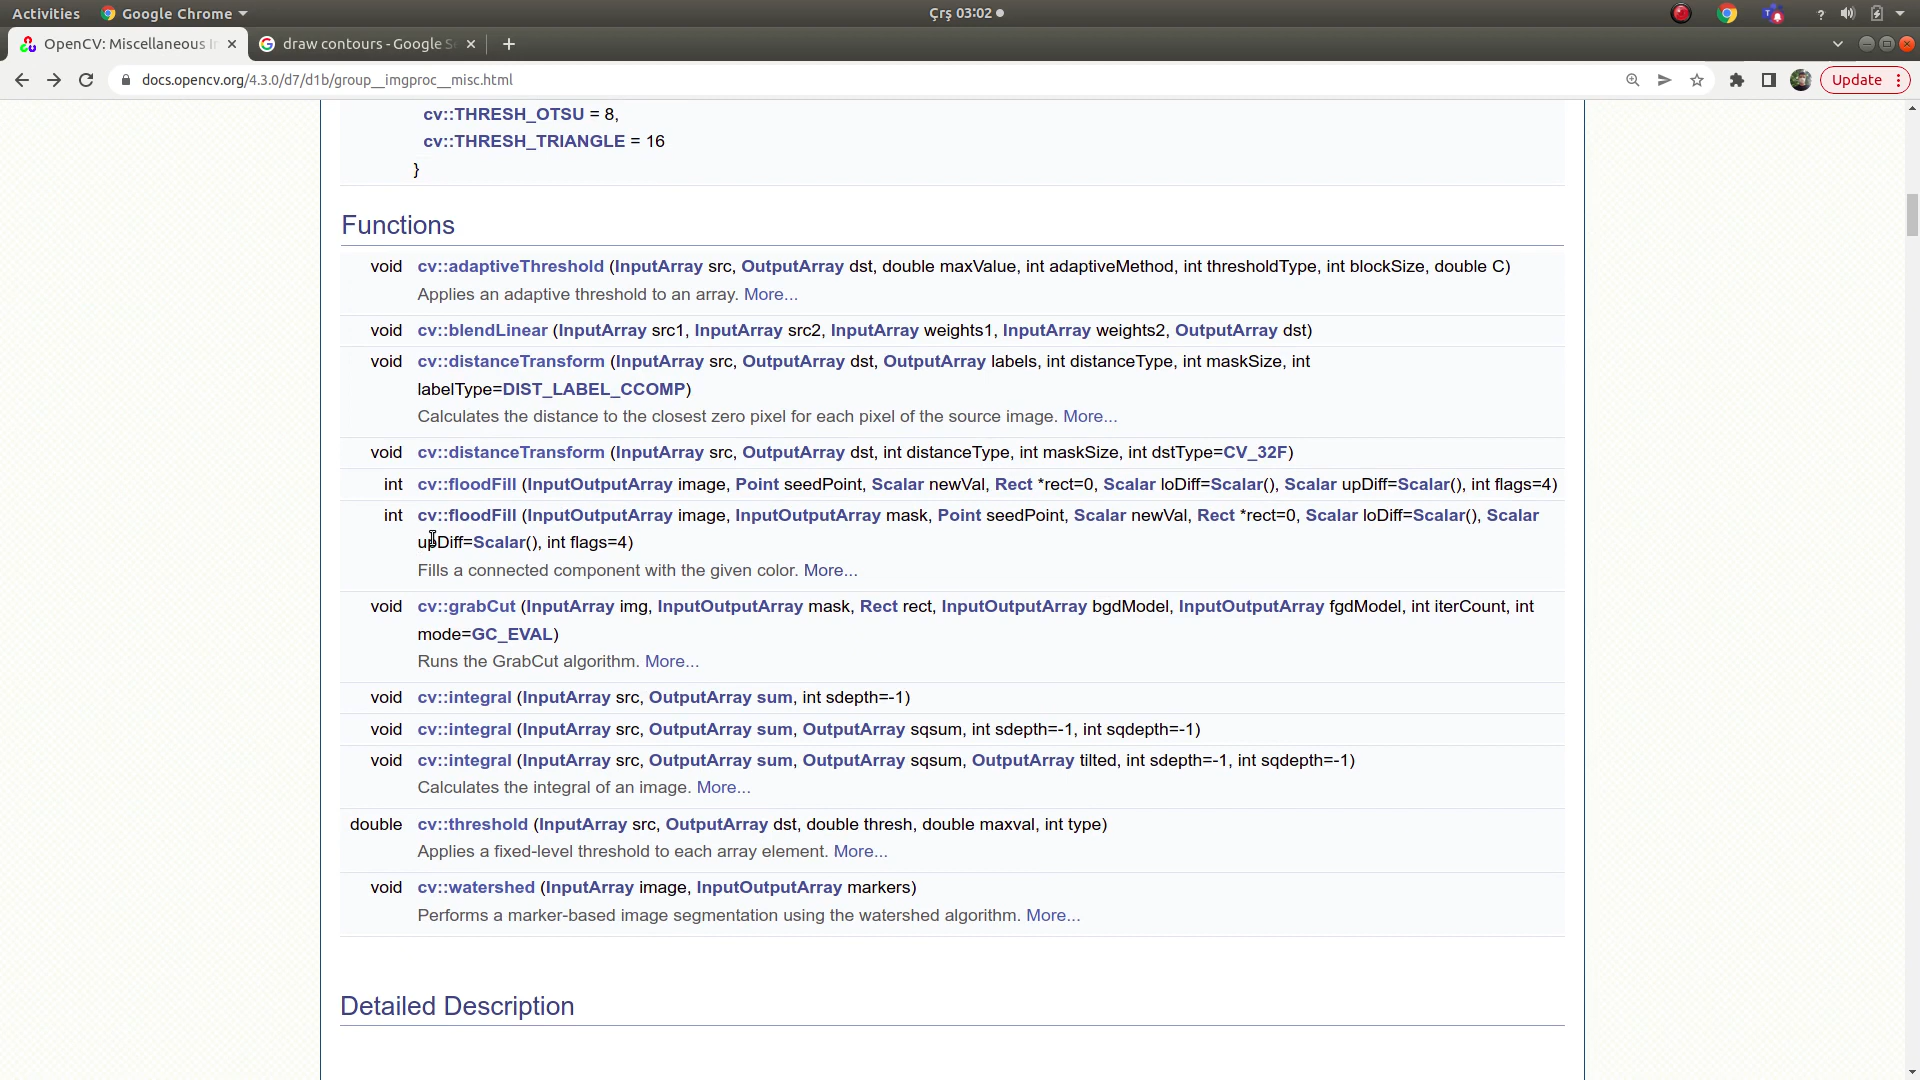 Activities
Google Chrome
Çrş 03:02
OpenCV: Miscellaneous I
draw contours - Google S
docs.opencv.org/4.3.0/d7/d1b/group__imgproc__misc.html
Update
cv::THRESH_OTSU = 8,
cv::THRESH_TRIANGLE = 16
}
Functions
void cv::adaptiveThreshold (InputArray src, OutputArray dst, double maxValue, int adaptiveMethod, int thresholdType, int blockSize, double C)
Applies an adaptive threshold to an array. More...
void cv::blendLinear (InputArray src1, InputArray src2, InputArray weights1, InputArray weights2, OutputArray dst)
void cv::distanceTransform (InputArray src, OutputArray dst, OutputArray labels, int distanceType, int maskSize, int
labelType=DIST_LABEL_CCOMP)
Calculates the distance to the closest zero pixel for each pixel of the source image. More...
void cv::distanceTransform (InputArray src, OutputArray dst, int distanceType, int maskSize, int dstType=CV_32F)
int cv::floodFill (InputOutputArray image, Point seedPoint, Scalar newVal, Rect *rect=0, Scalar loDiff=Scalar(), Scalar upDiff=Scalar(), int flags=4)
int cv::floodFill (InputOutputArray image, InputOutputArray mask, Point seedPoint, Scalar newVal, Rect *rect=0, Scalar loDiff=Scalar(), Scalar
upDiff=Scalar(), int flags=4)
Fills a connected component with the given color. More...
void cv::grabCut (InputArray img, InputOutputArray mask, Rect rect, InputOutputArray bgdModel, InputOutputArray fgdModel, int iterCount, int
mode=GC_EVAL)
Runs the GrabCut algorithm. More...
void cv::integral (InputArray src, OutputArray sum, int sdepth=-1)
void cv::integral (InputArray src, OutputArray sum, OutputArray sqsum, int sdepth=-1, int sqdepth=-1)
void cv::integral (InputArray src, OutputArray sum, OutputArray sqsum, OutputArray tilted, int sdepth=-1, int sqdepth=-1)
Calculates the integral of an image. More...
double cv::threshold (InputArray src, OutputArray dst, double thresh, double maxval, int type)
Applies a fixed-level threshold to each array element. More...
void cv::watershed (InputArray image, InputOutputArray markers)
Performs a marker-based image segmentation using the watershed algorithm. More...
Detailed Description